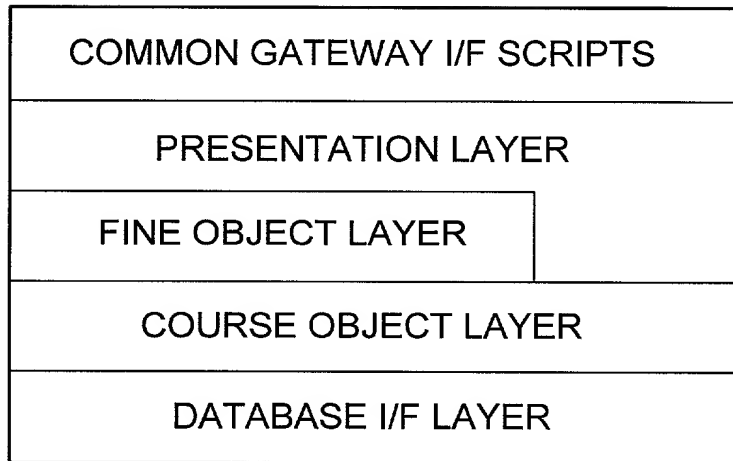 COMMON GATEWAY I/F SCRIPTS
PRESENTATION LAYER
FINE OBJECT LAYER
COURSE OBJECT LAYER
DATABASE I/F LAYER